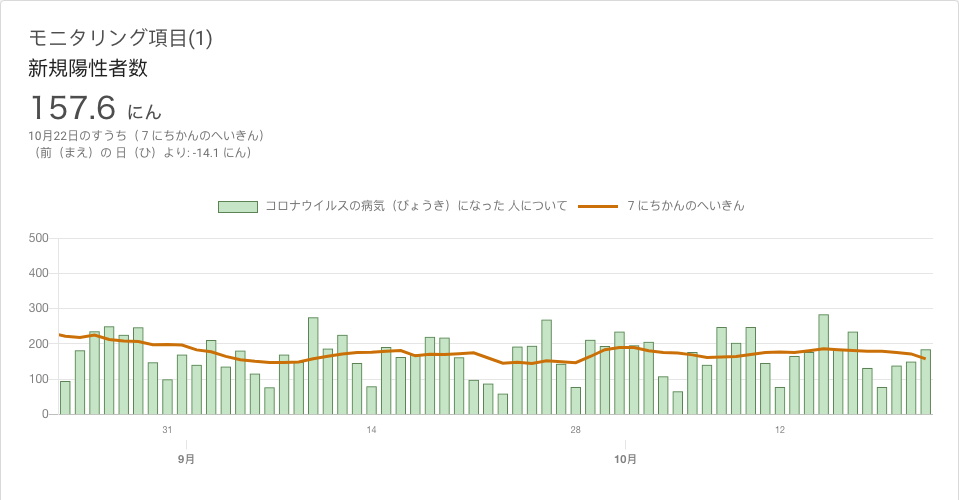 モニタリング項目(1)
新規陽性者数
157.6 にん
10月22日のすうち（７にちかんのへいきん）
（前（まえ）の 日（ひ）より: -14.1 にん）
コロナウイルスの病気（びょうき）になった 人について ７にちかんのへいきん
500
400
300
200
100
0
31 14 28 12
9月 10月